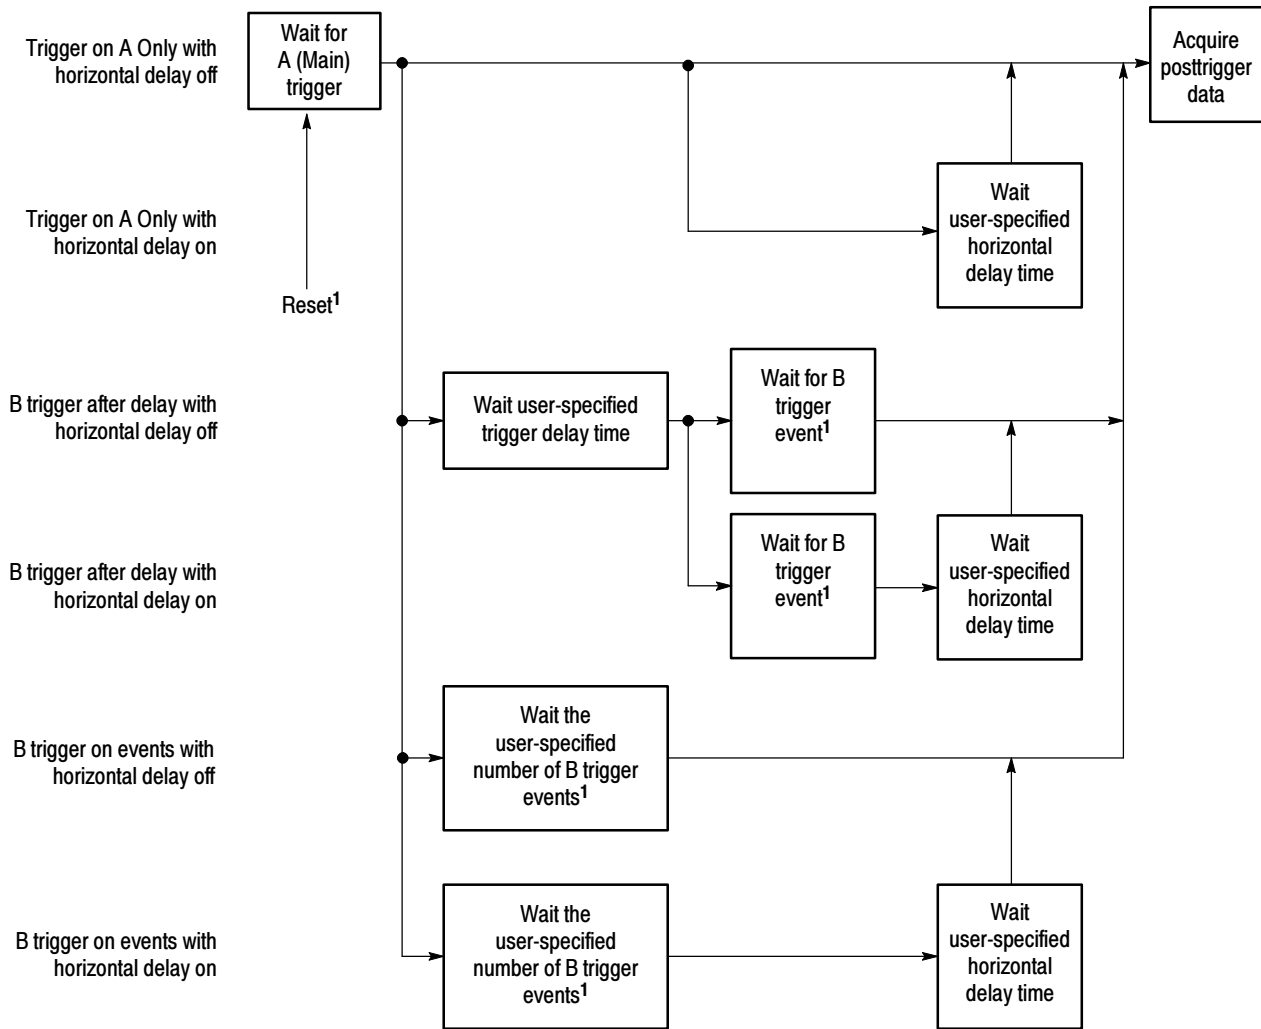 Trigger on A Only with
horizontal delay off
Wait for
A (Main)
trigger
Acquire
posttrigger
data
Trigger on A Only with
horizontal delay on
Reset1
Wait
user-specified
horizontal
delay time
B trigger after delay with
horizontal delay off
Wait user-specified
trigger delay time
Wait for B
trigger
event1
B trigger after delay with
horizontal delay on
Wait for B
trigger
event1
Wait
user-specified
horizontal
delay time
B trigger on events with
horizontal delay off
Wait the
user-specified
number of B trigger
events1
B trigger on events with
horizontal delay on
Wait the
user-specified
number of B trigger
events1
Wait
user-specified
horizontal
delay time